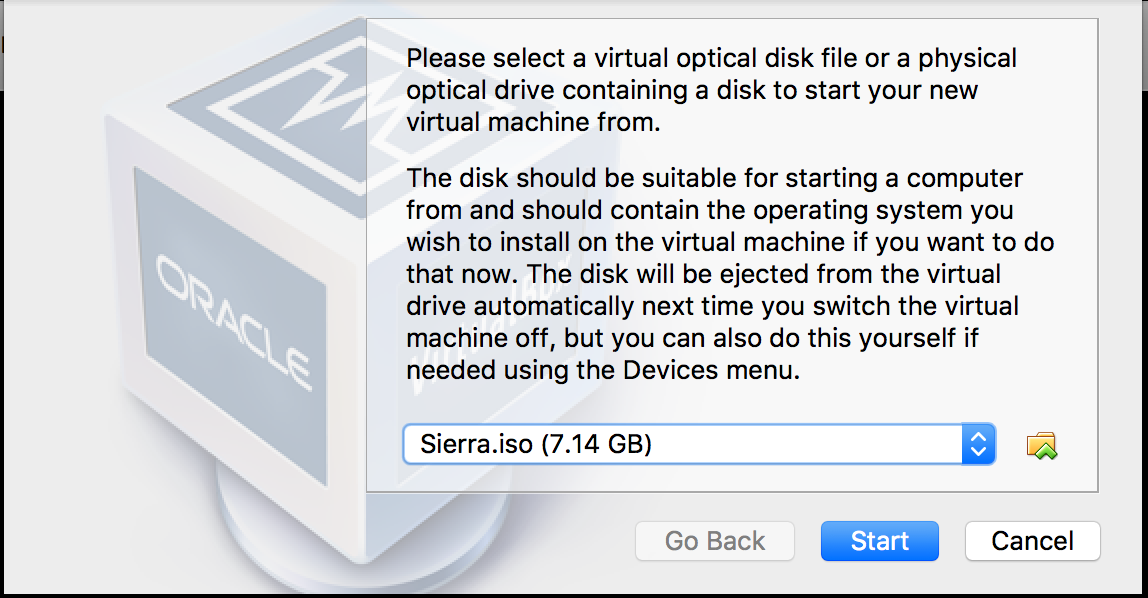 Please select a virtual optical disk file or a physical
optical drive containing a disk to start your new
virtual machine from.
The disk should be suitable for starting a computer
from and should contain the operating system you
wish to install on the virtual machine if you want to do
that now. The disk will be ejected from the virtual
drive automatically next time you switch the virtual
machine off, but you can also do this yourself if
needed using the Devices menu.
ORACLE
VirtualBox
Sierra.iso (7.14 GB)
Go Back
Start
Cancel